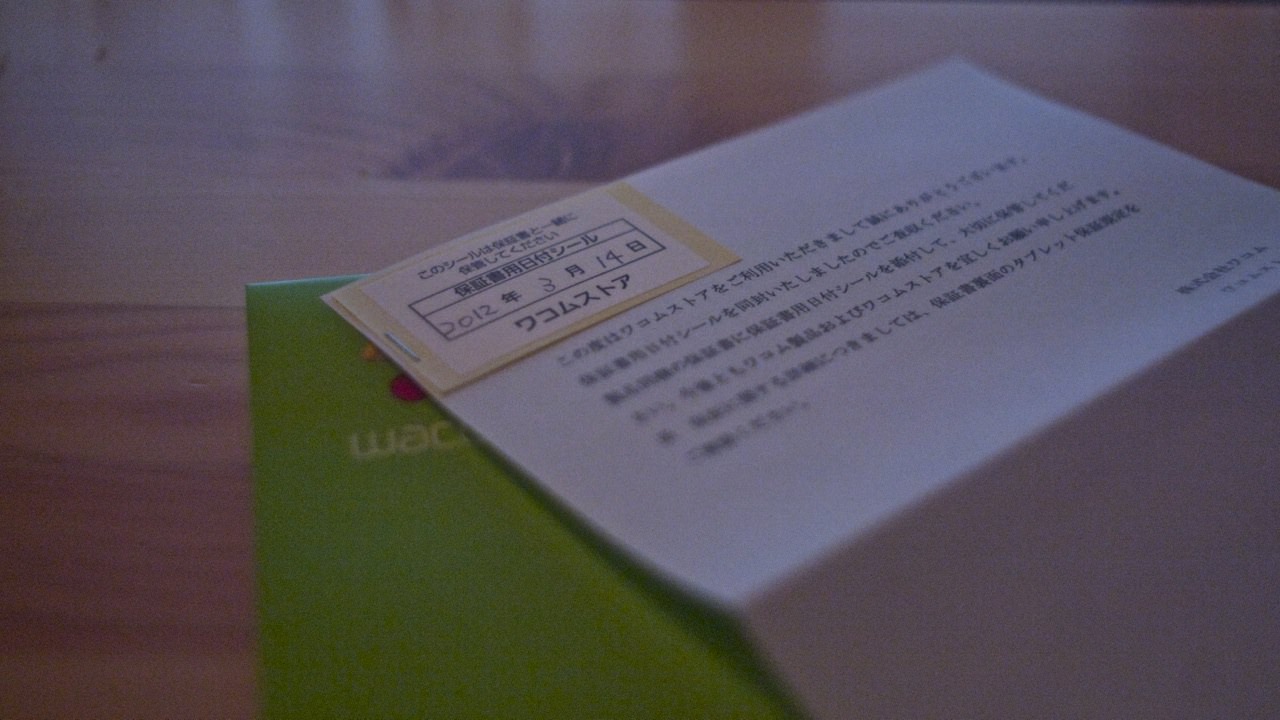 このシールは保証書と一緒に
保管してください
保証書用日付シール
2012 年 3 月 14 日
ワコムストア
この度はワコムストアをご利用いただきまして誠にありがとうございます。
保証書用日付シールを同封いたしましたのでご査収ください。
製品同梱の保証書に保証書用日付シールを貼付して、大切に保管してくだ
さい。今後ともワコム製品およびワコムストアを宜しくお願い申し上げます。
尚、保証に関する詳細につきましては、保証書裏面のタブレット保証規定を
ご確認ください。
株式会社ワコム
ワコムス
wac